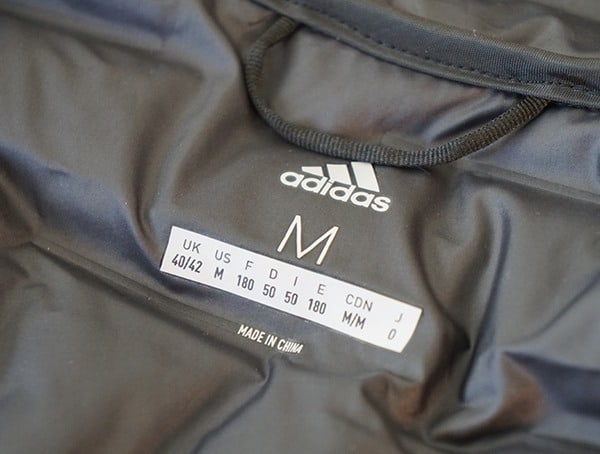 adidas
M
UK US F D I E CDN J
40/42 M 180 50 50 180 M/M O
MADE IN CHINA